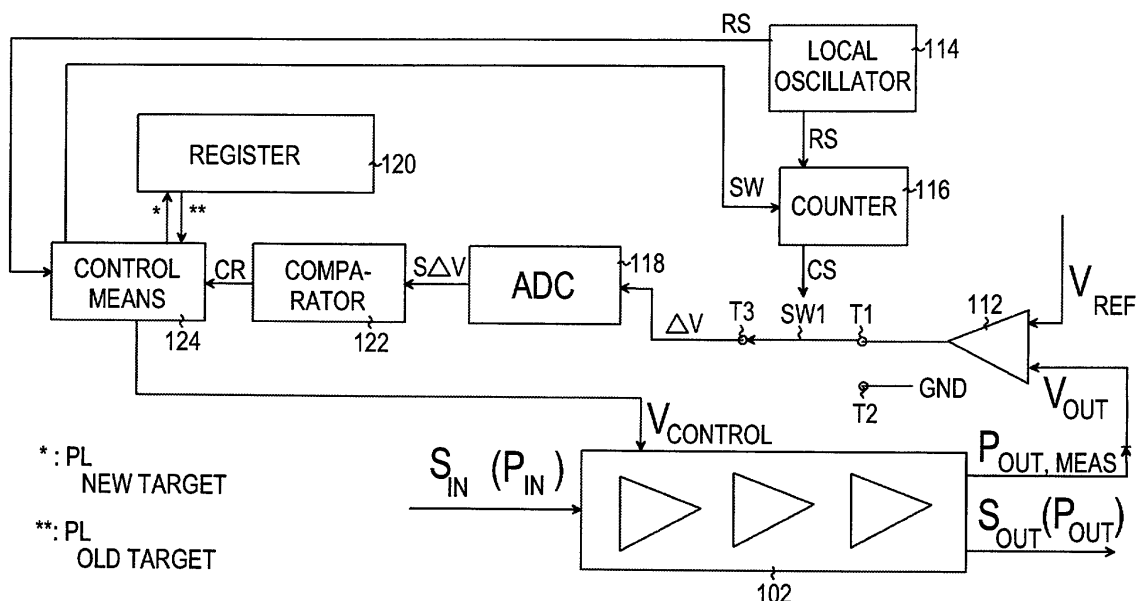 RS
LOCAL
OSCILLATOR
114
RS
REGISTER
120
*
**
SW
COUNTER
116
CS
CONTROL
MEANS
124
CR
COMPA-
RATOR
122
S△V
ADC
118
△V
T3
SW1
T1
112
V REF
GND
T2
V OUT
V CONTROL
P OUT, MEAS
S IN (P IN)
S OUT (P OUT)
102
* : PL
NEW TARGET
**: PL
OLD TARGET